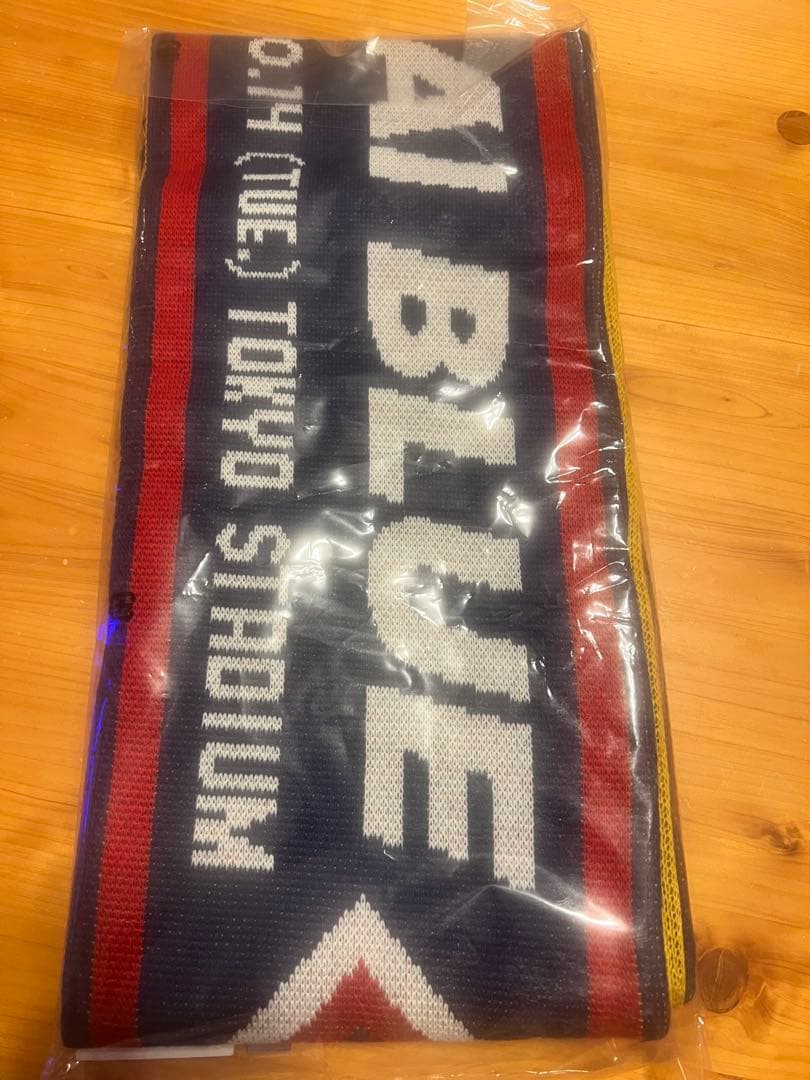 AI BLUE
0.14 (TUE.) TOKYO STADIUM